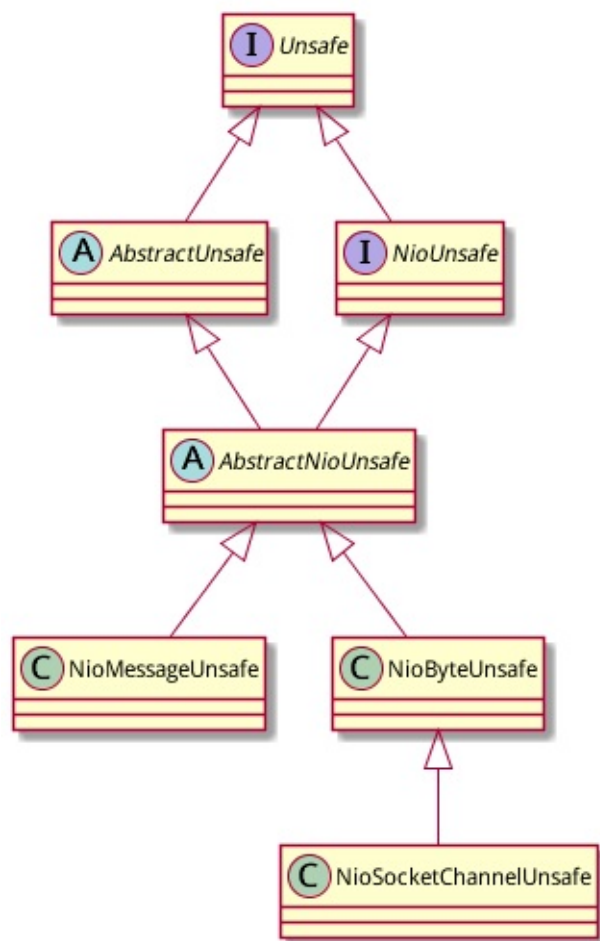 I Unsafe
A AbstractUnsafe
I NioUnsafe
A AbstractNioUnsafe
C NioMessageUnsafe
C NioByteUnsafe
C NioSocketChannelUnsafe